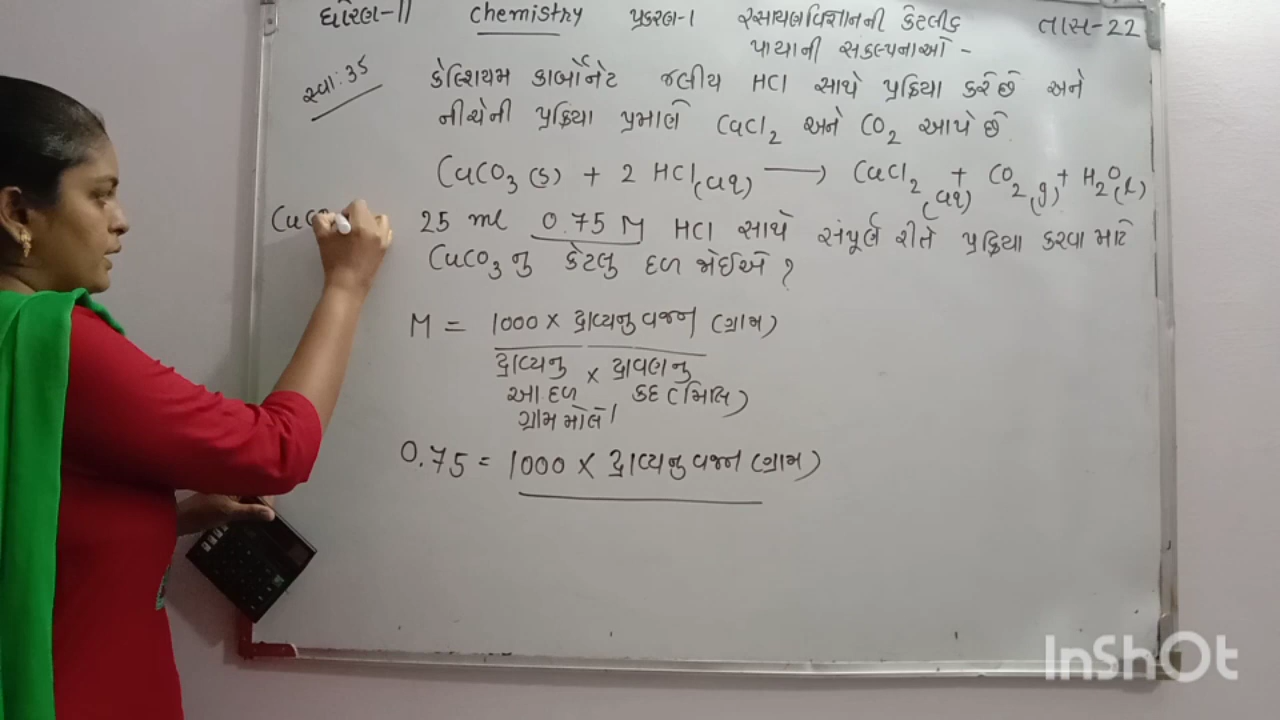 ધોરણ-11 Chemistry પ્રકરણ-1 રસાયણવિજ્ઞાનની કેટલીક પાયાની સંકલ્પનાઓ - તાસ-22
સ્વા: 35
કેલ્શિયમ કાર્બોનેટ જલીય HCl સાથે પ્રક્રિયા કરે છે અને
નીચેની પ્રક્રિયા પ્રમાણે CaCl2 અને CO2 આપે છે.
CaCO3(s) + 2 HCl(aq) ⟶ CaCl2(aq) + CO2(g) + H2O(l)
25 ml 0.75 M HCl સાથે સંપૂર્ણ રીતે પ્રક્રિયા કરવા માટે
CaCO3નુ કેટલુ દળ જોઈએ ?
M = 1000 × દ્રાવ્યનુ વજન (ગ્રામ)
દ્રાવ્યનુ × દ્રાવણનુ
આ.દળ કદ (મિલિ)
ગ્રામ મોલ-1
0.75 = 1000 × દ્રાવ્યનુ વજન (ગ્રામ)
InShOt